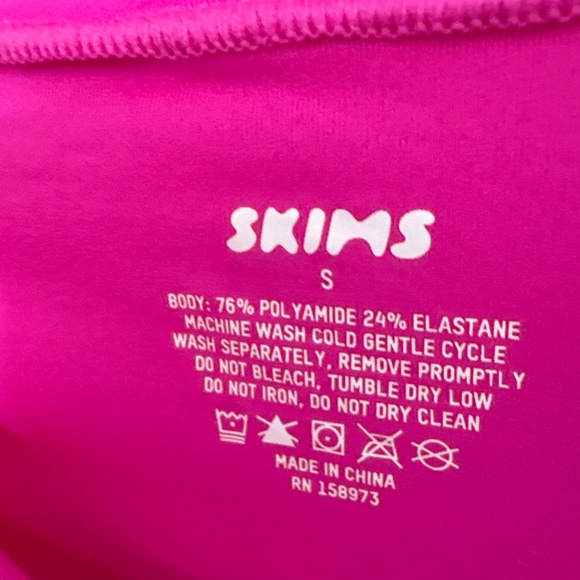 SKIMS
S
BODY: 76% POLYAMIDE 24% ELASTANE
MACHINE WASH COLD GENTLE CYCLE
WASH SEPARATELY, REMOVE PROMPTLY
DO NOT BLEACH, TUMBLE DRY LOW
DO NOT IRON, DO NOT DRY CLEAN
MADE IN CHINA
RN 158973